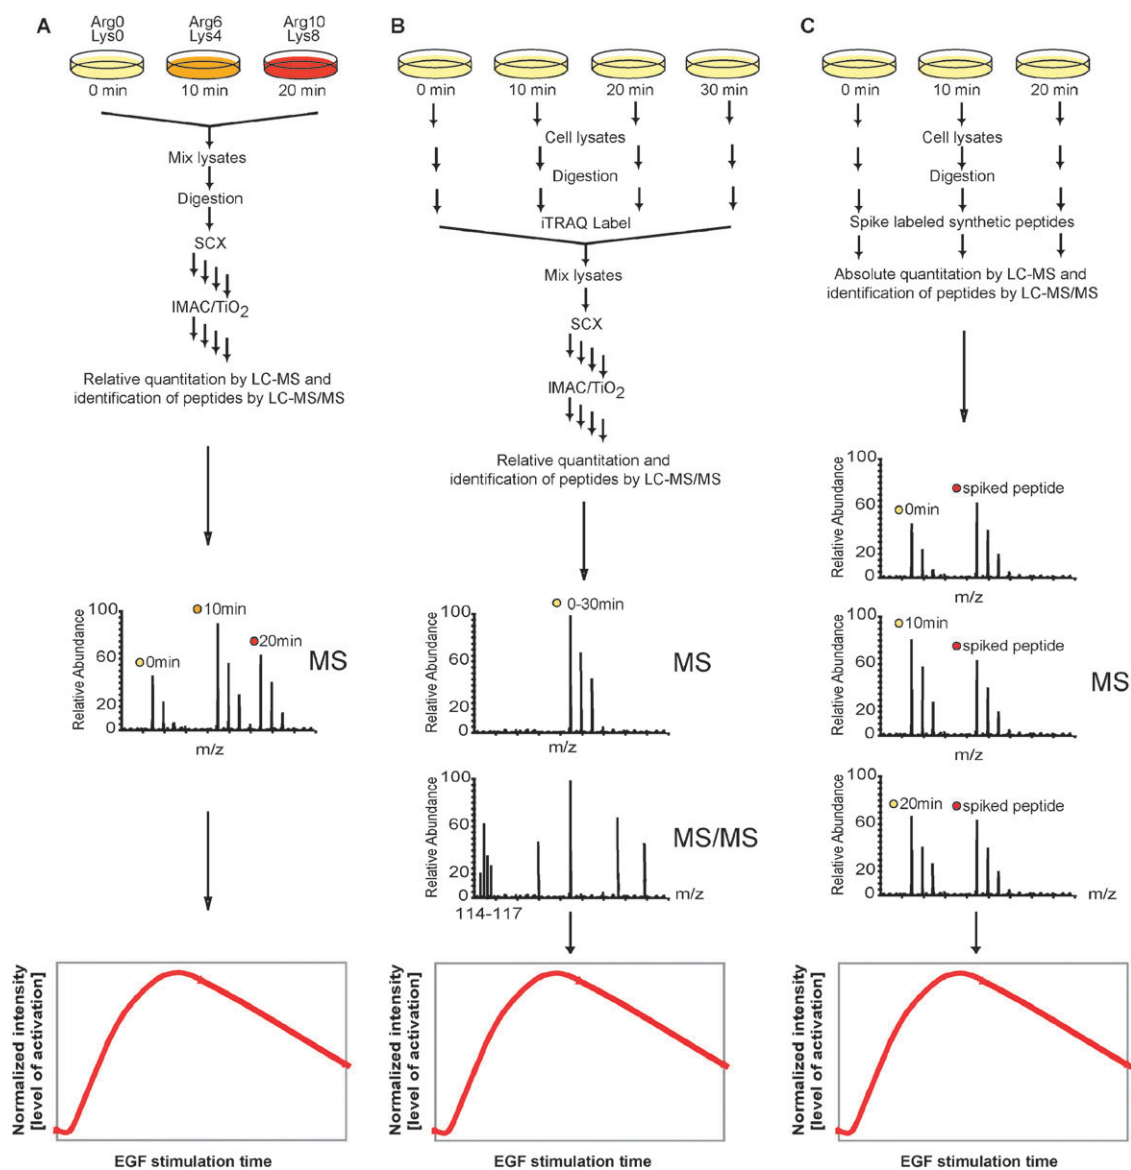 A
Arg0 Arg6 Arg10
Lys0 Lys4 Lys8
0 min 10 min 20 min
Mix lysates
Digestion
SCX
IMAC/TiO2
Relative quantitation by LC-MS and
identification of peptides by LC-MS/MS
100
60
20
0
Relative Abundance
0min
10min
20min
MS
m/z
Normalized intensity
[level of activation]
EGF stimulation time
B
0 min 10 min 20 min 30 min
Cell lysates
Digestion
iTRAQ Label
Mix lysates
SCX
IMAC/TiO2
Relative quantitation and
identification of peptides by LC-MS/MS
100
60
20
0
Relative Abundance
0-30min
MS
m/z
100
60
20
0
Relative Abundance
MS/MS
m/z
114-117
Normalized intensity
[level of activation]
EGF stimulation time
C
0 min 10 min 20 min
Cell lysates
Digestion
Spike labeled synthetic peptides
Absolute quantitation by LC-MS and
identification of peptides by LC-MS/MS
100
60
20
0
Relative Abundance
0min
spiked peptide
m/z
100
60
20
0
Relative Abundance
10min
spiked peptide
MS
m/z
100
60
20
0
Relative Abundance
20min
spiked peptide
m/z
Normalized intensity
[level of activation]
EGF stimulation time